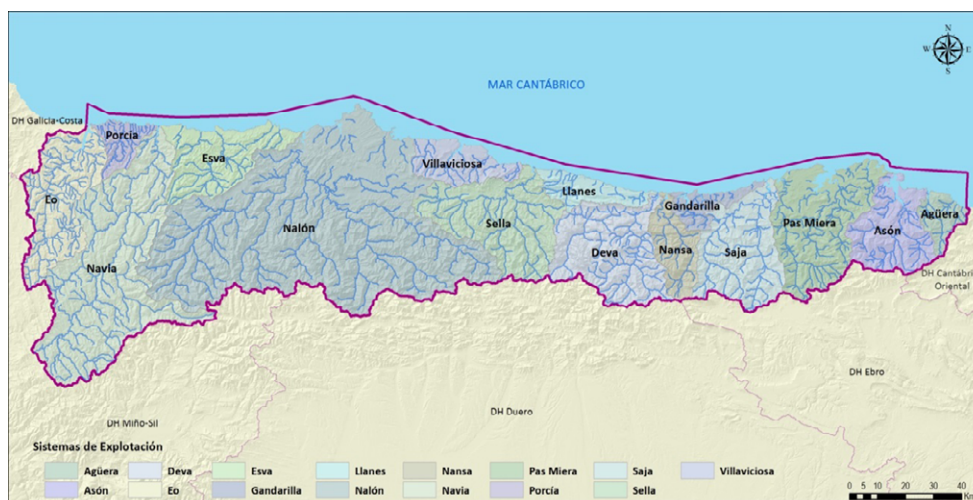 N
W E
S
MAR CANTÁBRICO
DH Galicia-Costa
Porcía
Esva
Villaviciosa
Eo
Llanes
Gandarilla
Agüera
Nalón
Sella
Pas Miera
Asón
Navia
Deva
Nansa
Saja
DH Cantábrico
Oriental
DH Ebro
DH Duero
DH Miño-Sil
Sistemas de Explotación
Agüera Deva Esva Llanes Nansa Pas Miera Saja Villaviciosa
Asón Eo Gandarilla Nalón Navia Porcía Sella
0 5 10 20 30 40
Km